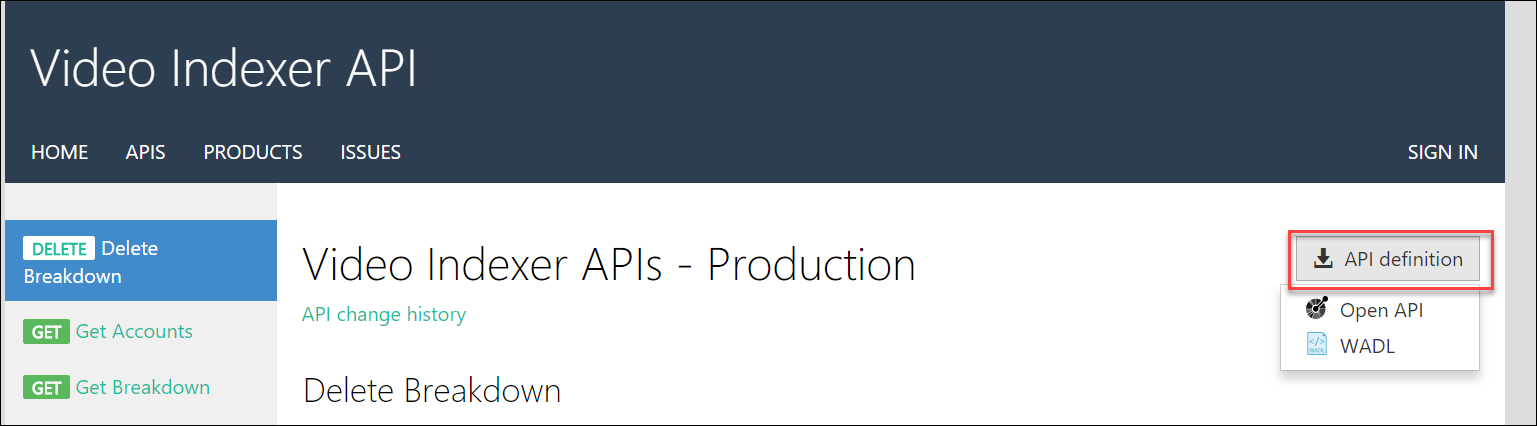 Video Indexer API
HOME APIS PRODUCTS ISSUES SIGN IN
DELETE Delete
Breakdown
GET Get Accounts
GET Get Breakdown
Video Indexer APIs - Production
API change history
Delete Breakdown
API definition
Open API
</> WADL WADL